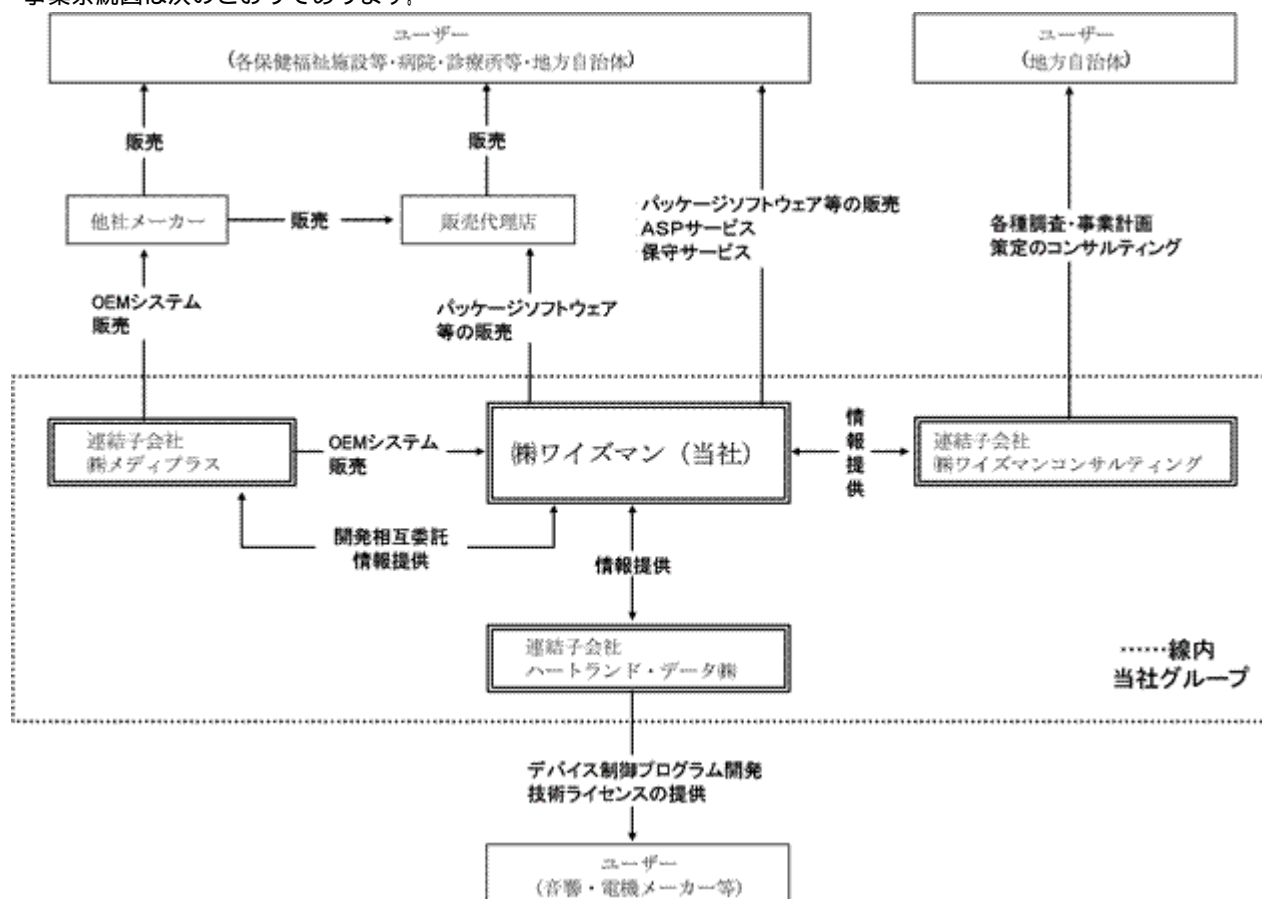 事業系統図は次のとおりであります。
ユーザー
(各保健福祉施設等・病院・診療所等・地方自治体)
ユーザー
(地方自治体)
販売
販売
他社メーカー
販売
販売代理店
パッケージソフトウェア等の販売
ASPサービス
保守サービス
各種調査・事業計画
策定のコンサルティング
OEMシステム
販売
パッケージソフトウェア
等の販売
連結子会社
㈱メディプラス
OEMシステム
販売
㈱ワイズマン(当社)
情報提供
連結子会社
㈱ワイズマンコンサルティング
開発相互委託
情報提供
情報提供
連結子会社
ハートランド・データ㈱
……線内
当社グループ
デバイス制御プログラム開発
技術ライセンスの提供
ユーザー
(音響・電機メーカー等)